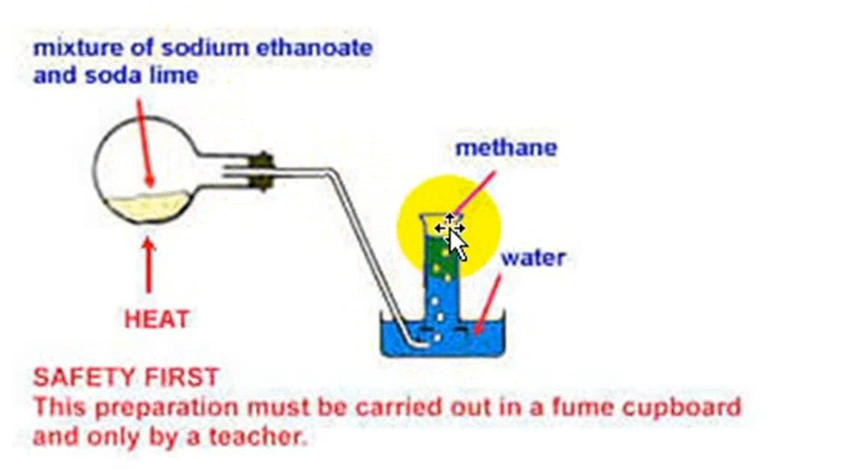 mixture of sodium ethanoate
and soda lime
methane
water
HEAT
SAFETY FIRST
This preparation must be carried out in a fume cupboard
and only by a teacher.